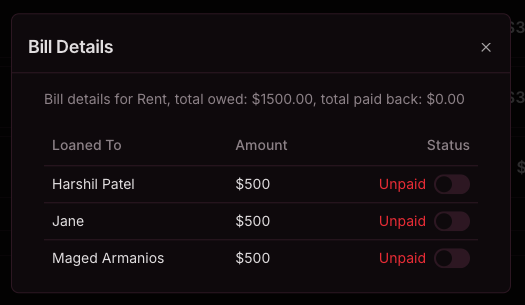 Bill Details
Bill details for Rent, total owed: $1500.00, total paid back: $0.00
Loaned To Amount Status
Harshil Patel $500 Unpaid
Jane $500 Unpaid
Maged Armanios $500 Unpaid